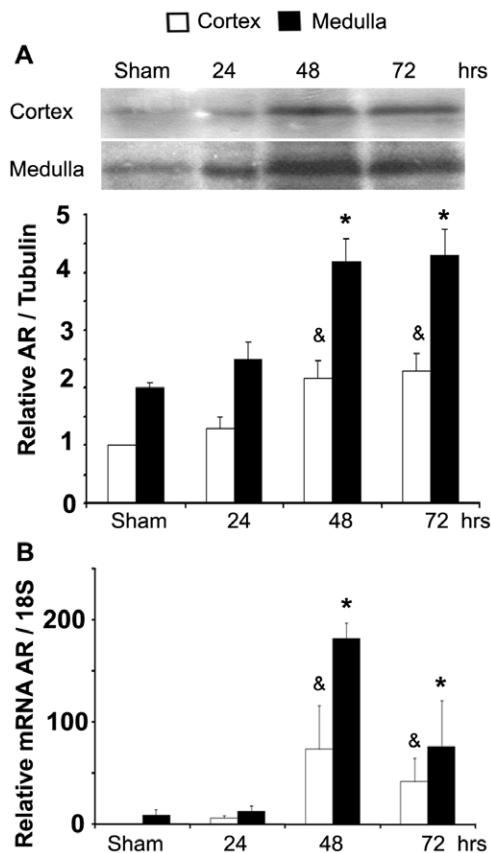 Cortex Medulla
A
Sham 24 48 72 hrs
Cortex
Medulla
Relative AR / Tubulin
5
4
3
2
1
0
* *
& &
Sham 24 48 72 hrs
B
Relative mRNA AR / 18S
200
100
0
*
&
*
&
Sham 24 48 72 hrs